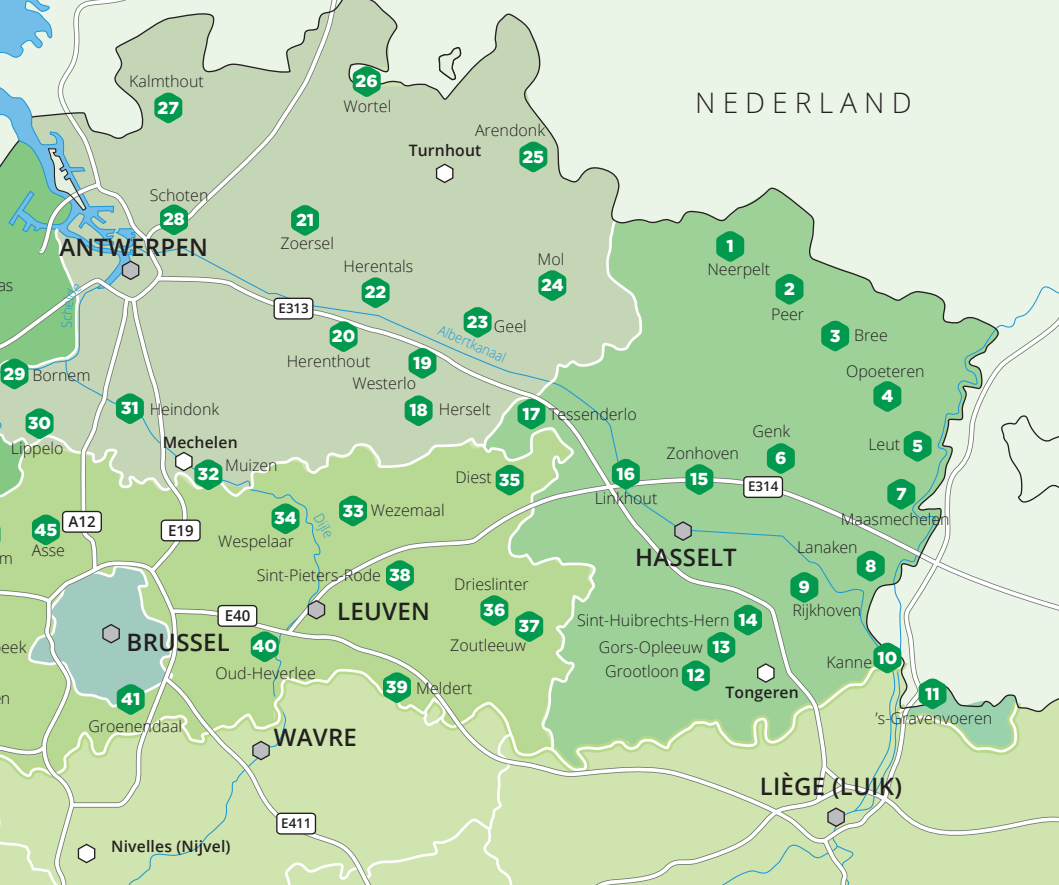 Kalmthout
27
26
Wortel
NEDERLAND
Arendonk
25
Turnhout
Schoten
28
21
Zoersel
ANTWERPEN
1
Neerpelt
Mol
24
Herentals
22
2
Peer
as
Schelde
E313
23 Geel
Albertkanaal
20
Herenthout
3 Bree
19
Westerlo
29 Bornem
Opoeteren
4
31 Heindonk
18 Herselt
17 Tessenderlo
30
Lippelo
Mechelen
32 Muizen
Genk
6
Leut 5
Zonhoven
15
16
Linkhout
E314
Diest 35
7
Maasmechelen
33 Wezemaal
34
Wespelaar
Dijle
45
Asse
A12
E19
m
HASSELT
Lanaken
8
Sint-Pieters-Rode 38
Drieslinter
36
9
Rijkhoven
E40
LEUVEN
37
Zoutleeuw
Sint-Huibrechts-Hern 14
BRUSSEL
eek
40
Oud-Heverlee
Gors-Opleeuw 13
Grootloon 12
Kanne 10
39 Meldert
Tongeren
11
's-Gravenvoeren
en
41
Groenendaal
WAVRE
LIÈGE (LUIK)
E411
Nivelles (Nijvel)